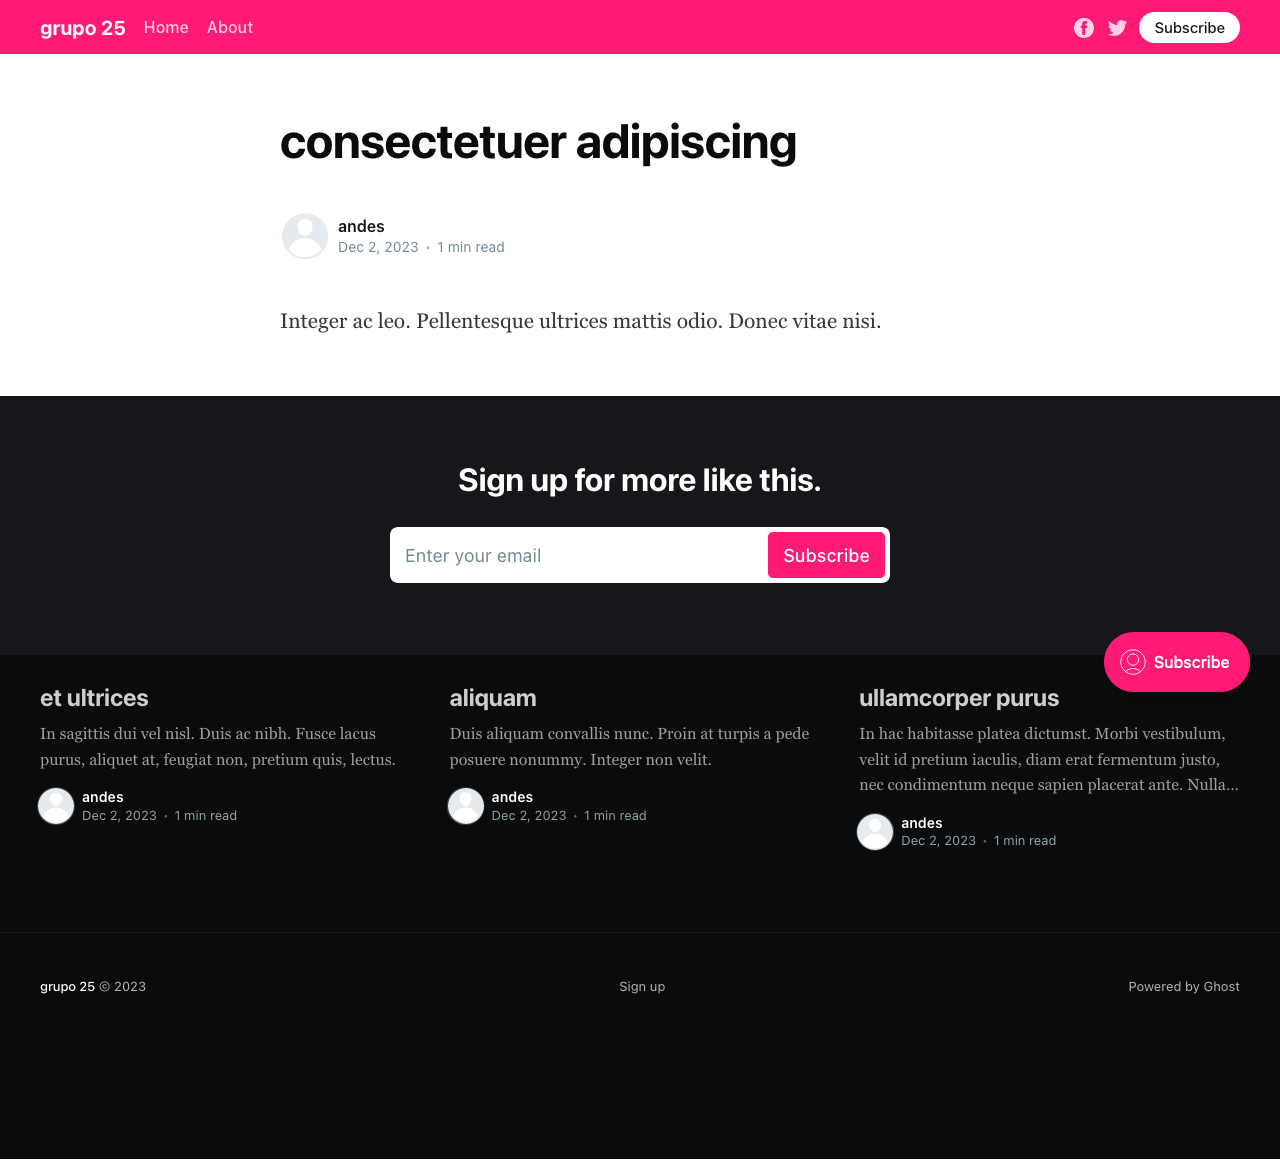 grupo 25 Home About Subscribe
consectetuer adipiscing
andes
Dec 2, 2023 • 1 min read
Integer ac leo. Pellentesque ultrices mattis odio. Donec vitae nisi.
Sign up for more like this.
Enter your email Subscribe
Subscribe
et ultrices
In sagittis dui vel nisl. Duis ac nibh. Fusce lacus
purus, aliquet at, feugiat non, pretium quis, lectus.
andes
Dec 2, 2023 • 1 min read
aliquam
Duis aliquam convallis nunc. Proin at turpis a pede
posuere nonummy. Integer non velit.
andes
Dec 2, 2023 • 1 min read
ullamcorper purus
In hac habitasse platea dictumst. Morbi vestibulum,
velit id pretium iaculis, diam erat fermentum justo,
nec condimentum neque sapien placerat ante. Nulla…
andes
Dec 2, 2023 • 1 min read
grupo 25 © 2023 Sign up Powered by Ghost